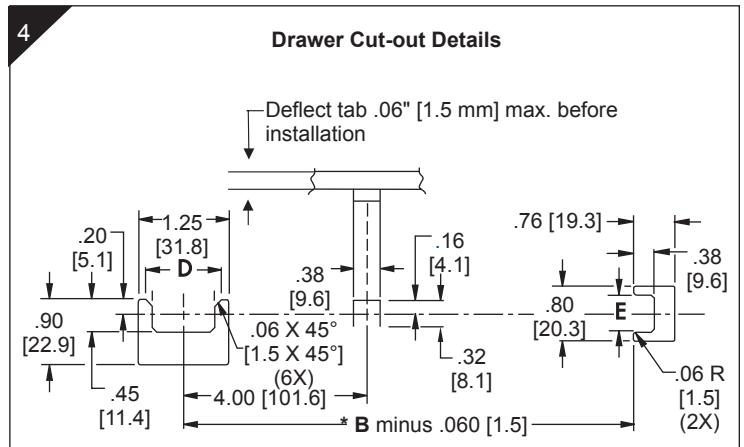 4
Drawer Cut-out Details
Deflect tab .06" [1.5 mm] max. before
installation
1.25
[31.8]
.20
[5.1]
D
.90
[22.9]
.45
[11.4]
.06 X 45°
[1.5 X 45°]
(6X)
.38
[9.6]
.16
[4.1]
.32
[8.1]
4.00 [101.6]
* B minus .060 [1.5]
.76 [19.3]
.38
[9.6]
.80
[20.3]
E
.06 R
[1.5]
(2X)